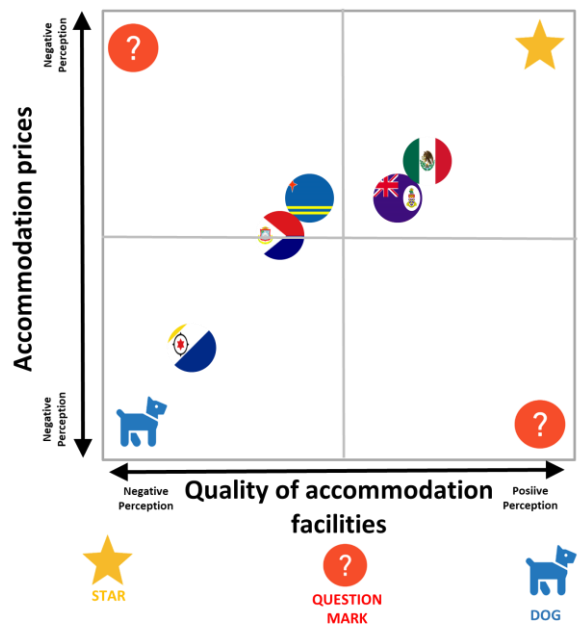 Negative
Perception
?
Accommodation prices
Negative
Perception
?
Negative
Perception
Quality of accommodation
facilities
Posiive
Perception
STAR
?
QUESTION
MARK
DOG